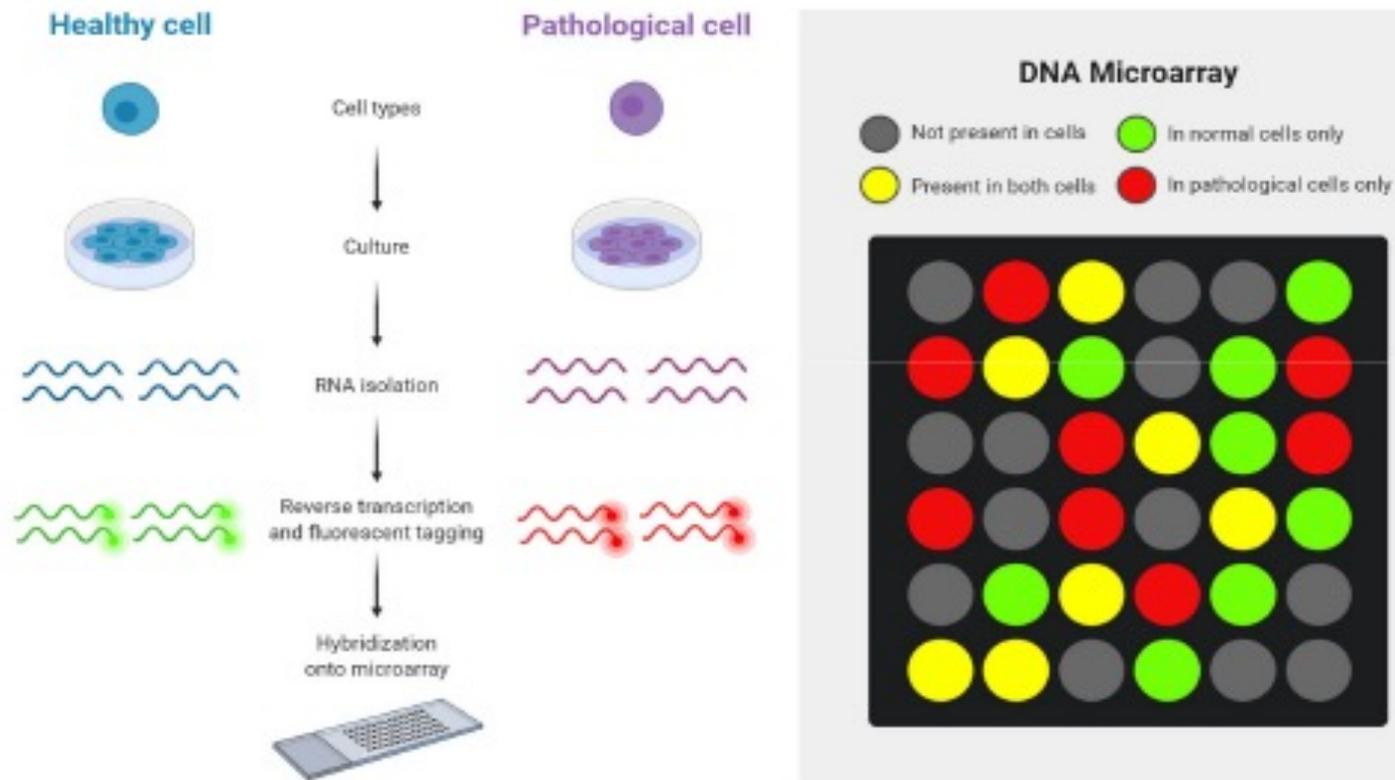 Healthy cell
Pathological cell
Cell types
Culture
RNA isolation
Reverse transcription
and fluorescent tagging
Hybridization
onto microarray
DNA Microarray
Not present in cells
In normal cells only
Present in both cells
In pathological cells only